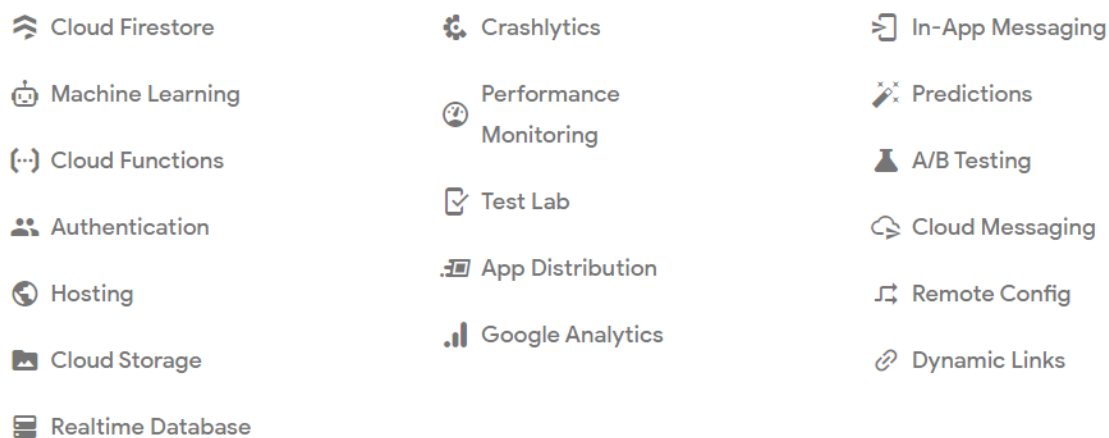 Cloud Firestore
Machine Learning
Cloud Functions
Authentication
Hosting
Cloud Storage
Realtime Database
Crashlytics
Performance
Monitoring
Test Lab
App Distribution
Google Analytics
In-App Messaging
Predictions
A/B Testing
Cloud Messaging
Remote Config
Dynamic Links